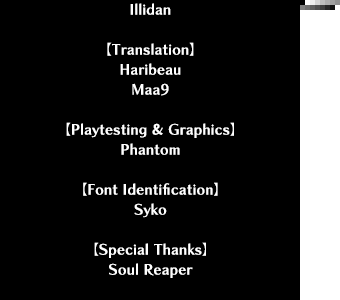 Illidan
【Translation】
Haribeau
Maa9
【Playtesting & Graphics】
Phantom
【Font Identification】
Syko
【Special Thanks】
Soul Reaper